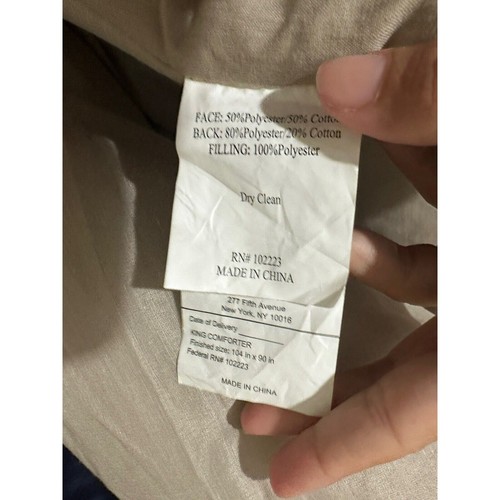 FACE: 50%Polyester/50% Cotton
BACK: 80%Polyester/20% Cotton
FILLING: 100%Polyester
Dry Clean
RN# 102223
MADE IN CHINA
277 Fifth Avenue
New York, NY 10016
Date of Delivery
KING COMFORTER
Finished size: 104 in x 90 in
Federal RN# 102223
MADE IN CHINA